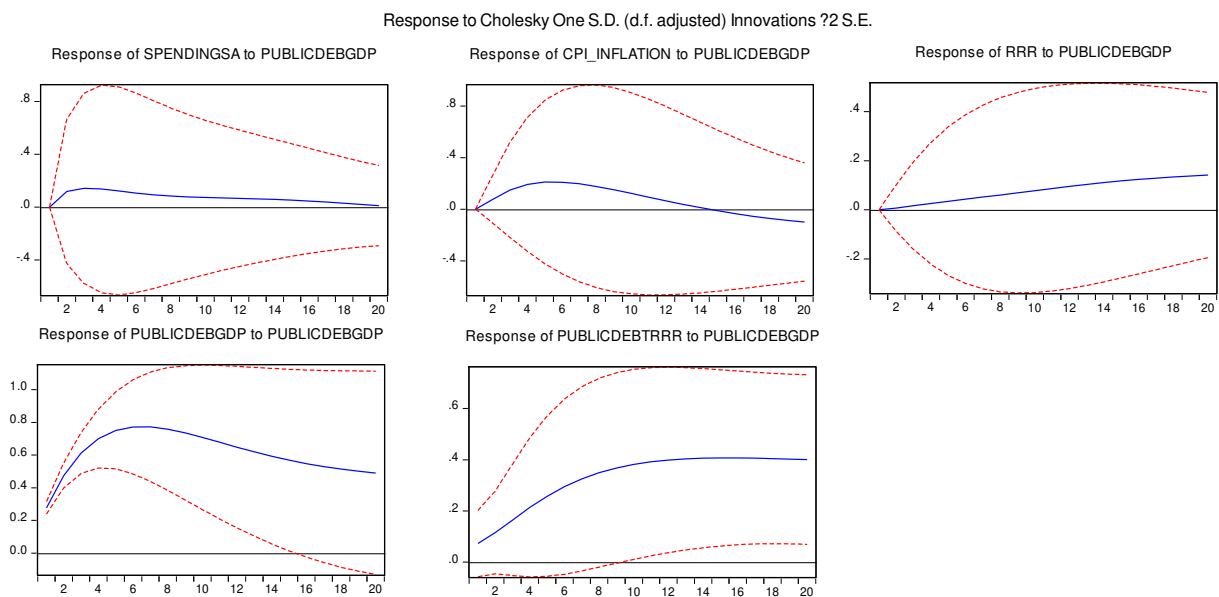 Response to Cholesky One S.D. (d.f. adjusted) Innovations ?2 S.E.
Response of SPENDINGSA to PUBLICDEBGDP
.8
.4
.0
-.4
2 4 6 8 10 12 14 16 18 20
Response of CPI_INFLATION to PUBLICDEBGDP
.8
.4
.0
-.4
2 4 6 8 10 12 14 16 18 20
Response of RRR to PUBLICDEBGDP
.4
.2
.0
-.2
2 4 6 8 10 12 14 16 18 20
Response of PUBLICDEBGDP to PUBLICDEBGDP
1.0
0.8
0.6
0.4
0.2
0.0
2 4 6 8 10 12 14 16 18 20
Response of PUBLICDEBTRRR to PUBLICDEBGDP
.6
.4
.2
.0
2 4 6 8 10 12 14 16 18 20